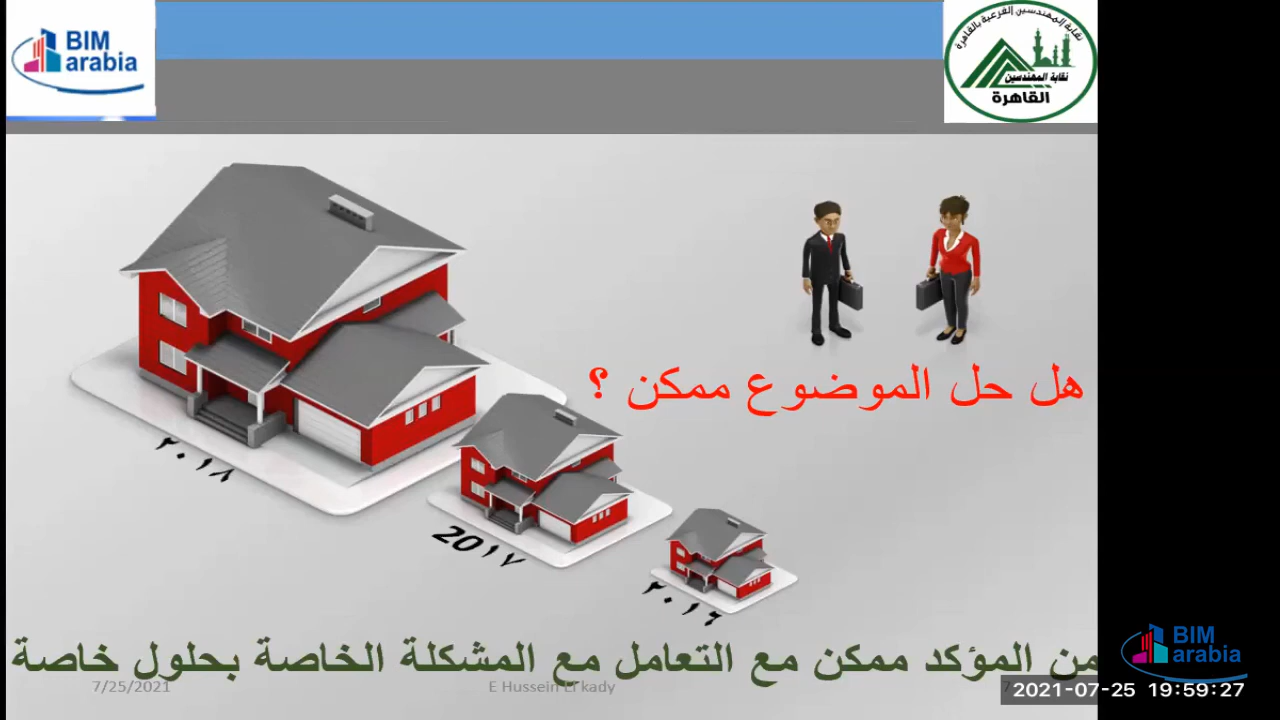 BIM
arabia
نقابة المهندسين الفرعية بالقاهرة
نقابة المهندسين
القاهرة
هل حل الموضوع ممكن ؟
٢٠١٨
20١٧
٢٠١٦
من المؤكد ممكن مع التعامل مع المشكلة الخاصة بحلول خاصة
7/25/2021
E Hussein El kady
BIM
arabia
2021-07-25 19:59:27